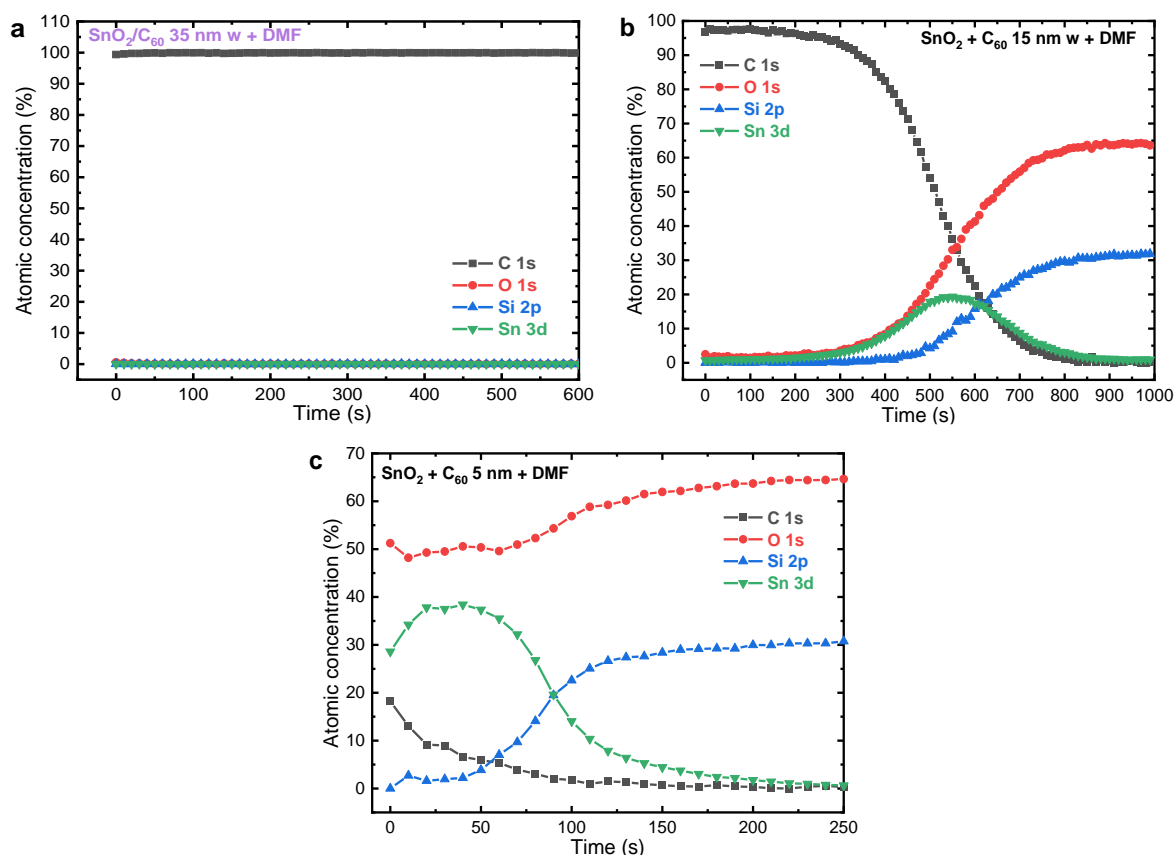 a
SnO₂/C₆₀ 35 nm w + DMF
Atomic concentration (%)
110
100
90
80
70
60
50
40
30
20
10
0
C 1s
O 1s
Si 2p
Sn 3d
0 100 200 300 400 500 600
Time (s)
b
SnO₂ + C₆₀ 15 nm w + DMF
Atomic concentration (%)
100
90
80
70
60
50
40
30
20
10
0
C 1s
O 1s
Si 2p
Sn 3d
0 100 200 300 400 500 600 700 800 900 1000
Time (s)
c
SnO₂ + C₆₀ 5 nm + DMF
Atomic concentration (%)
70
60
50
40
30
20
10
0
C 1s
O 1s
Si 2p
Sn 3d
0 50 100 150 200 250
Time (s)